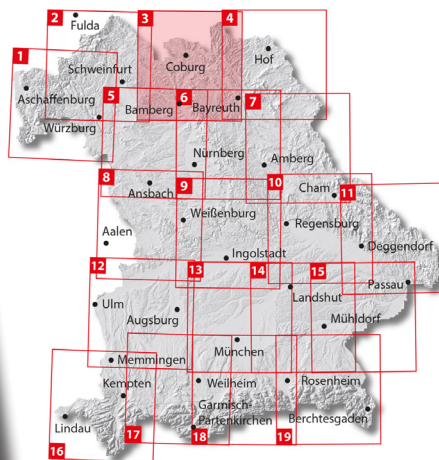 2
3
4
Fulda
1
Hof
Coburg
Schweinfurt
Aschaffenburg
5
6
7
Bamberg
Bayreuth
Würzburg
Nürnberg
Amberg
8
9
10
Ansbach
Cham
11
Weißenburg
Regensburg
Aalen
Deggendorf
Ingolstadt
12
13
14
15
Passau
Ulm
Landshut
Augsburg
Mühldorf
München
Memmingen
Kempten
Weilheim
Rosenheim
Garmisch-
Partenkirchen
Lindau
Berchtesgaden
16
17
18
19